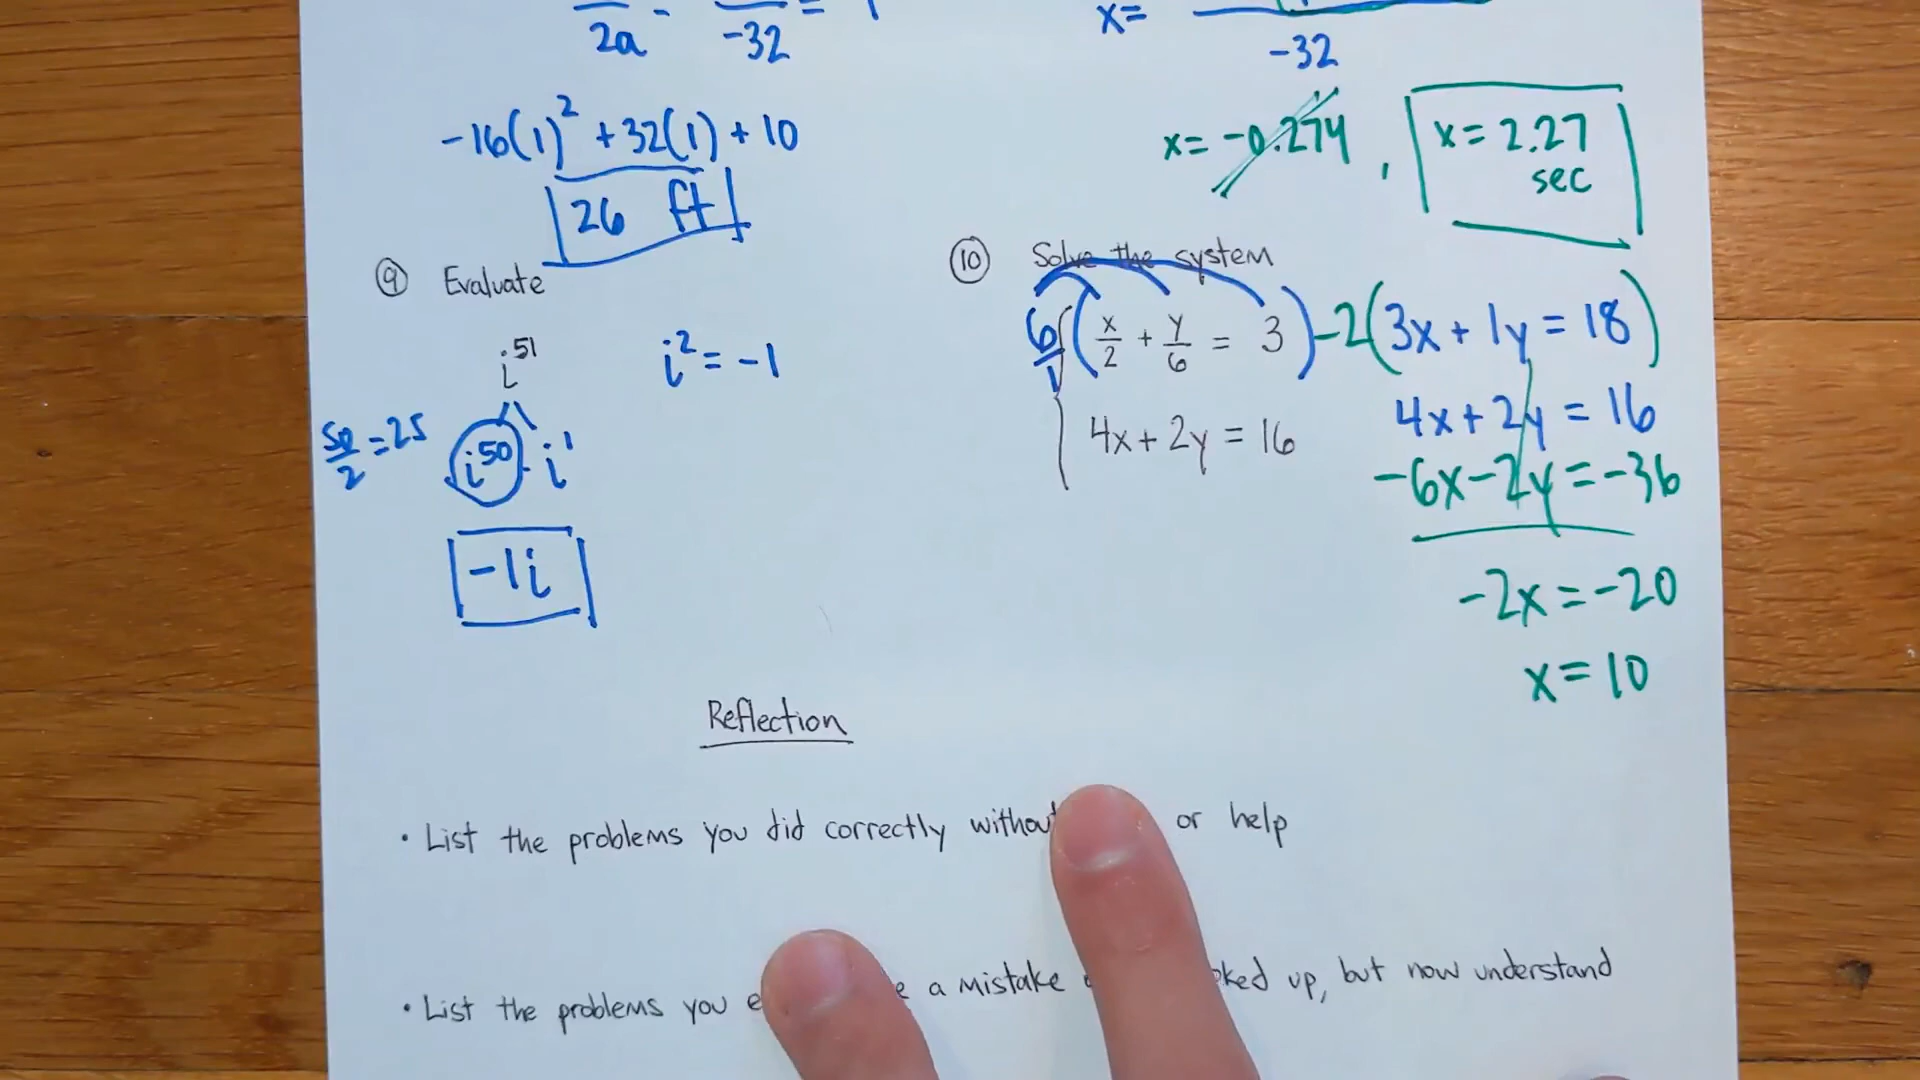 2a - -32 = 1
x=
-32
-16(1)² + 32(1) + 10
26 ft
x = -0.274 , x = 2.27
sec
⑨ Evaluate
i⁵¹
i² = -1
50/2 = 25
i⁵⁰ · i¹
-1i
⑩ Solve the system
6/1 ( x/2 + y/6 = 3 )
4x + 2y = 16
-2(3x + 1y = 18)
4x + 2y = 16
-6x - 2y = -36
-2x = -20
x = 10
Reflection
• List the problems you did correctly without or help
• List the problems you a mistake up, but now understand